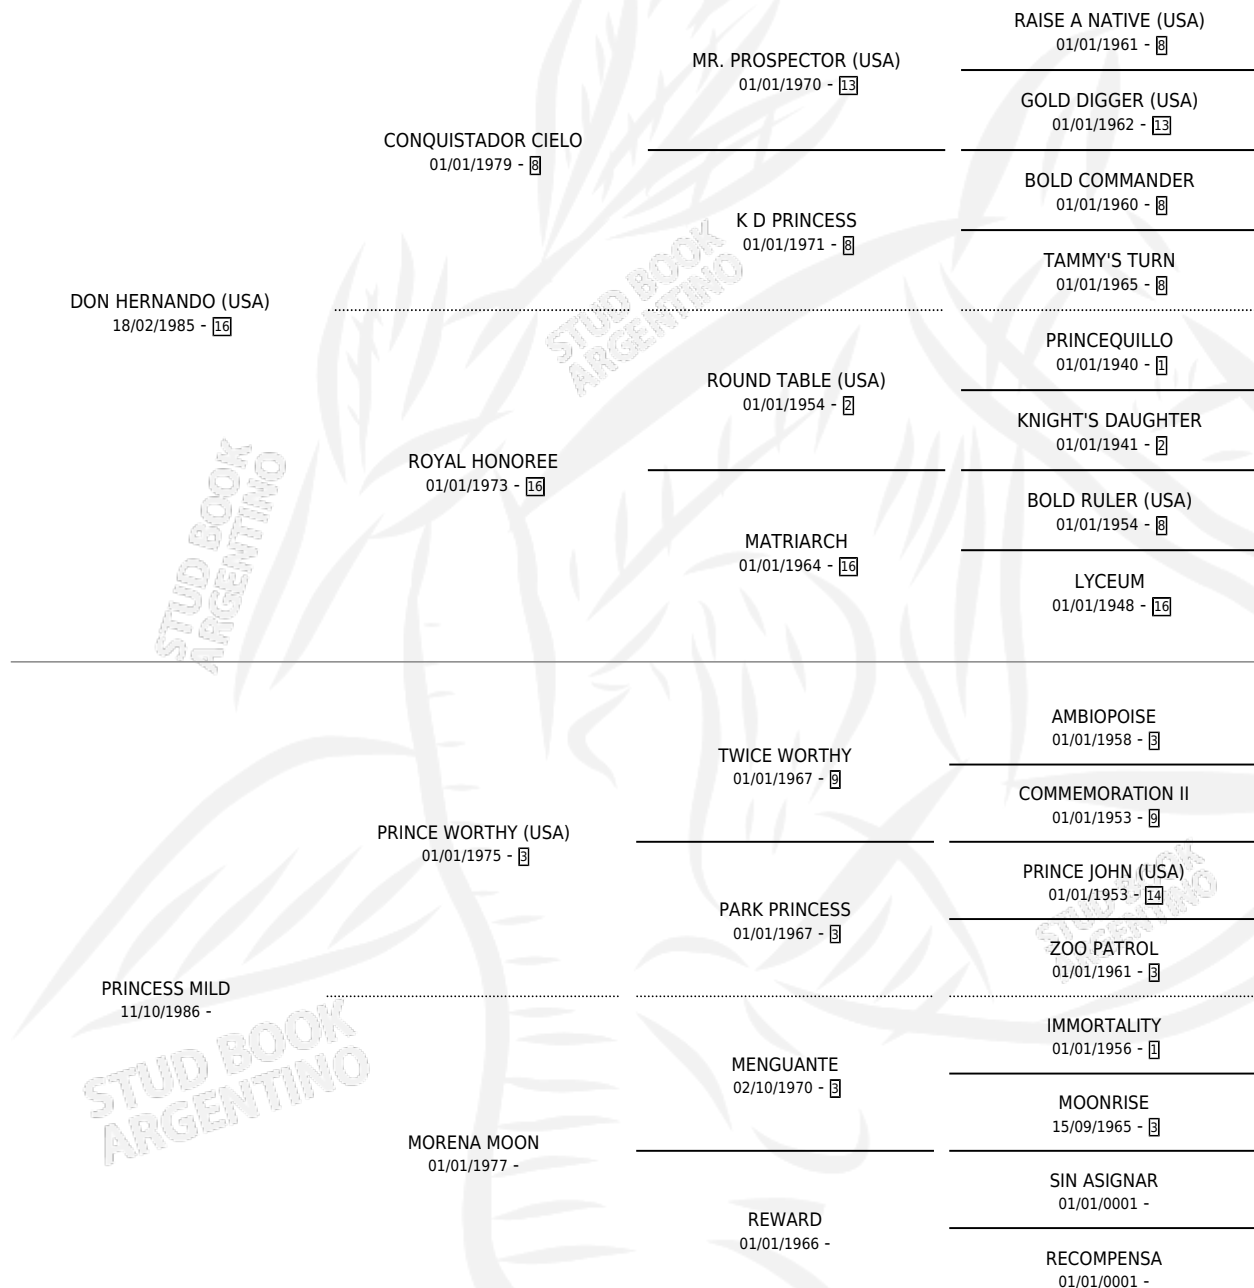 RAISE A NATIVE (USA)
01/01/1961 - 8
MR. PROSPECTOR (USA)
01/01/1970 - 13
GOLD DIGGER (USA)
01/01/1962 - 13
CONQUISTADOR CIELO
01/01/1979 - 8
BOLD COMMANDER
01/01/1960 - 8
K D PRINCESS
01/01/1971 - 8
TAMMY'S TURN
01/01/1965 - 8
DON HERNANDO (USA)
18/02/1985 - 16
PRINCEQUILLO
01/01/1940 - 1
ROUND TABLE (USA)
01/01/1954 - 2
KNIGHT'S DAUGHTER
01/01/1941 - 2
ROYAL HONOREE
01/01/1973 - 16
BOLD RULER (USA)
01/01/1954 - 8
MATRIARCH
01/01/1964 - 16
LYCEUM
01/01/1948 - 16
STUD BOOK
ARGENTINO
STUD BOOK
ARGENTINO
AMBIOPOISE
01/01/1958 - 3
TWICE WORTHY
01/01/1967 - 9
COMMEMORATION II
01/01/1953 - 9
PRINCE WORTHY (USA)
01/01/1975 - 3
PRINCE JOHN (USA)
01/01/1953 - 14
PARK PRINCESS
01/01/1967 - 3
ZOO PATROL
01/01/1961 - 3
PRINCESS MILD
11/10/1986 -
IMMORTALITY
01/01/1956 - 1
MENGUANTE
02/10/1970 - 3
MOONRISE
15/09/1965 - 3
MORENA MOON
01/01/1977 -
SIN ASIGNAR
01/01/0001 -
REWARD
01/01/1966 -
RECOMPENSA
01/01/0001 -
STUD BOOK
ARGENTINO
STUD BOOK
ARGENTINO